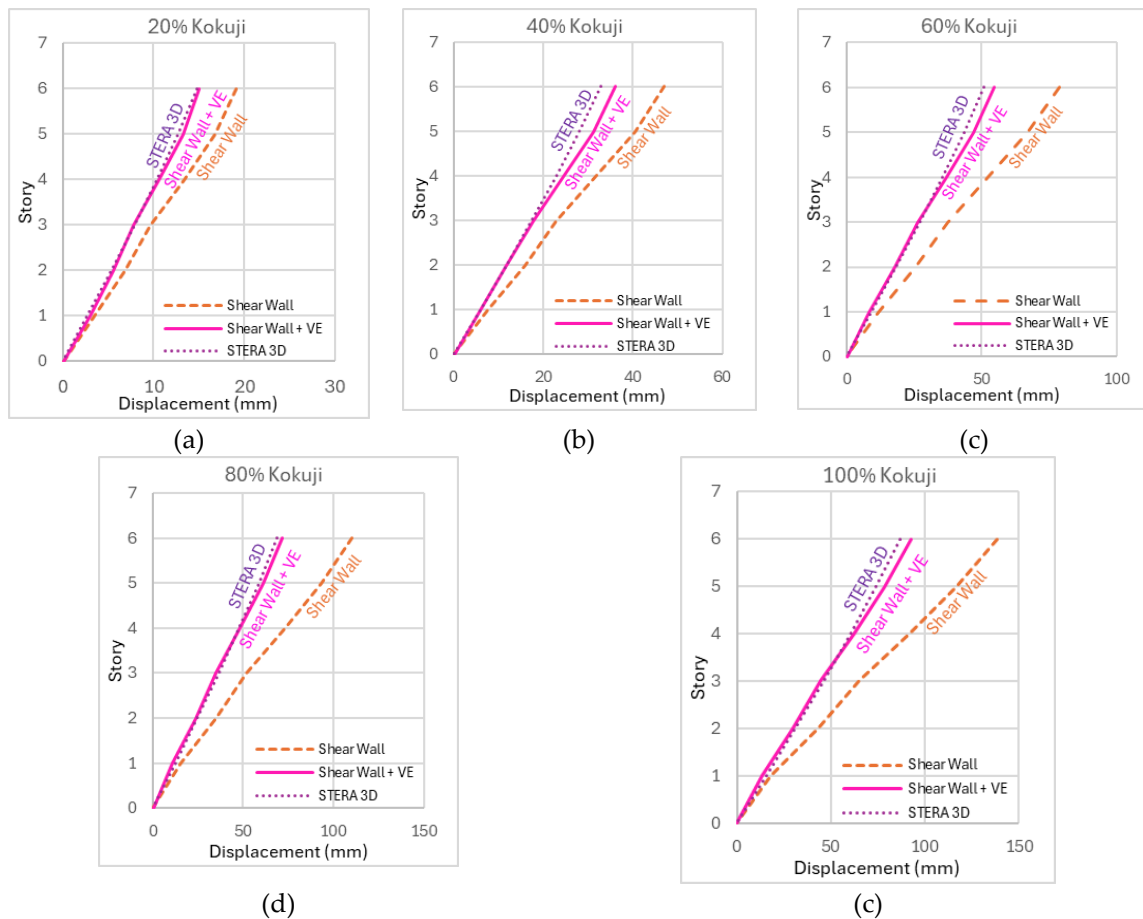 20% Kokuji
7
6
5
4
3
2
1
0
Story
STERA 3D
Shear Wall + VE
Shear Wall
Shear Wall
Shear Wall + VE
STERA 3D
0 10 20 30
Displacement (mm)
(a)
40% Kokuji
7
6
5
4
3
2
1
0
Story
STERA 3D
Shear Wall + VE
Shear Wall
Shear Wall
Shear Wall + VE
STERA 3D
0 20 40 60
Displacement (mm)
(b)
60% Kokuji
7
6
5
4
3
2
1
0
Story
STERA 3D
Shear Wall + VE
Shear Wall
Shear Wall
Shear Wall + VE
STERA 3D
0 50 100
Displacement (mm)
(c)
80% Kokuji
7
6
5
4
3
2
1
0
Story
STERA 3D
Shear Wall + VE
Shear Wall
Shear Wall
Shear Wall + VE
STERA 3D
0 50 100 150
Displacement (mm)
(d)
100% Kokuji
7
6
5
4
3
2
1
0
Story
STERA 3D
Shear Wall + VE
Shear Wall
Shear Wall
Shear Wall + VE
STERA 3D
0 50 100 150
Displacement (mm)
(c)